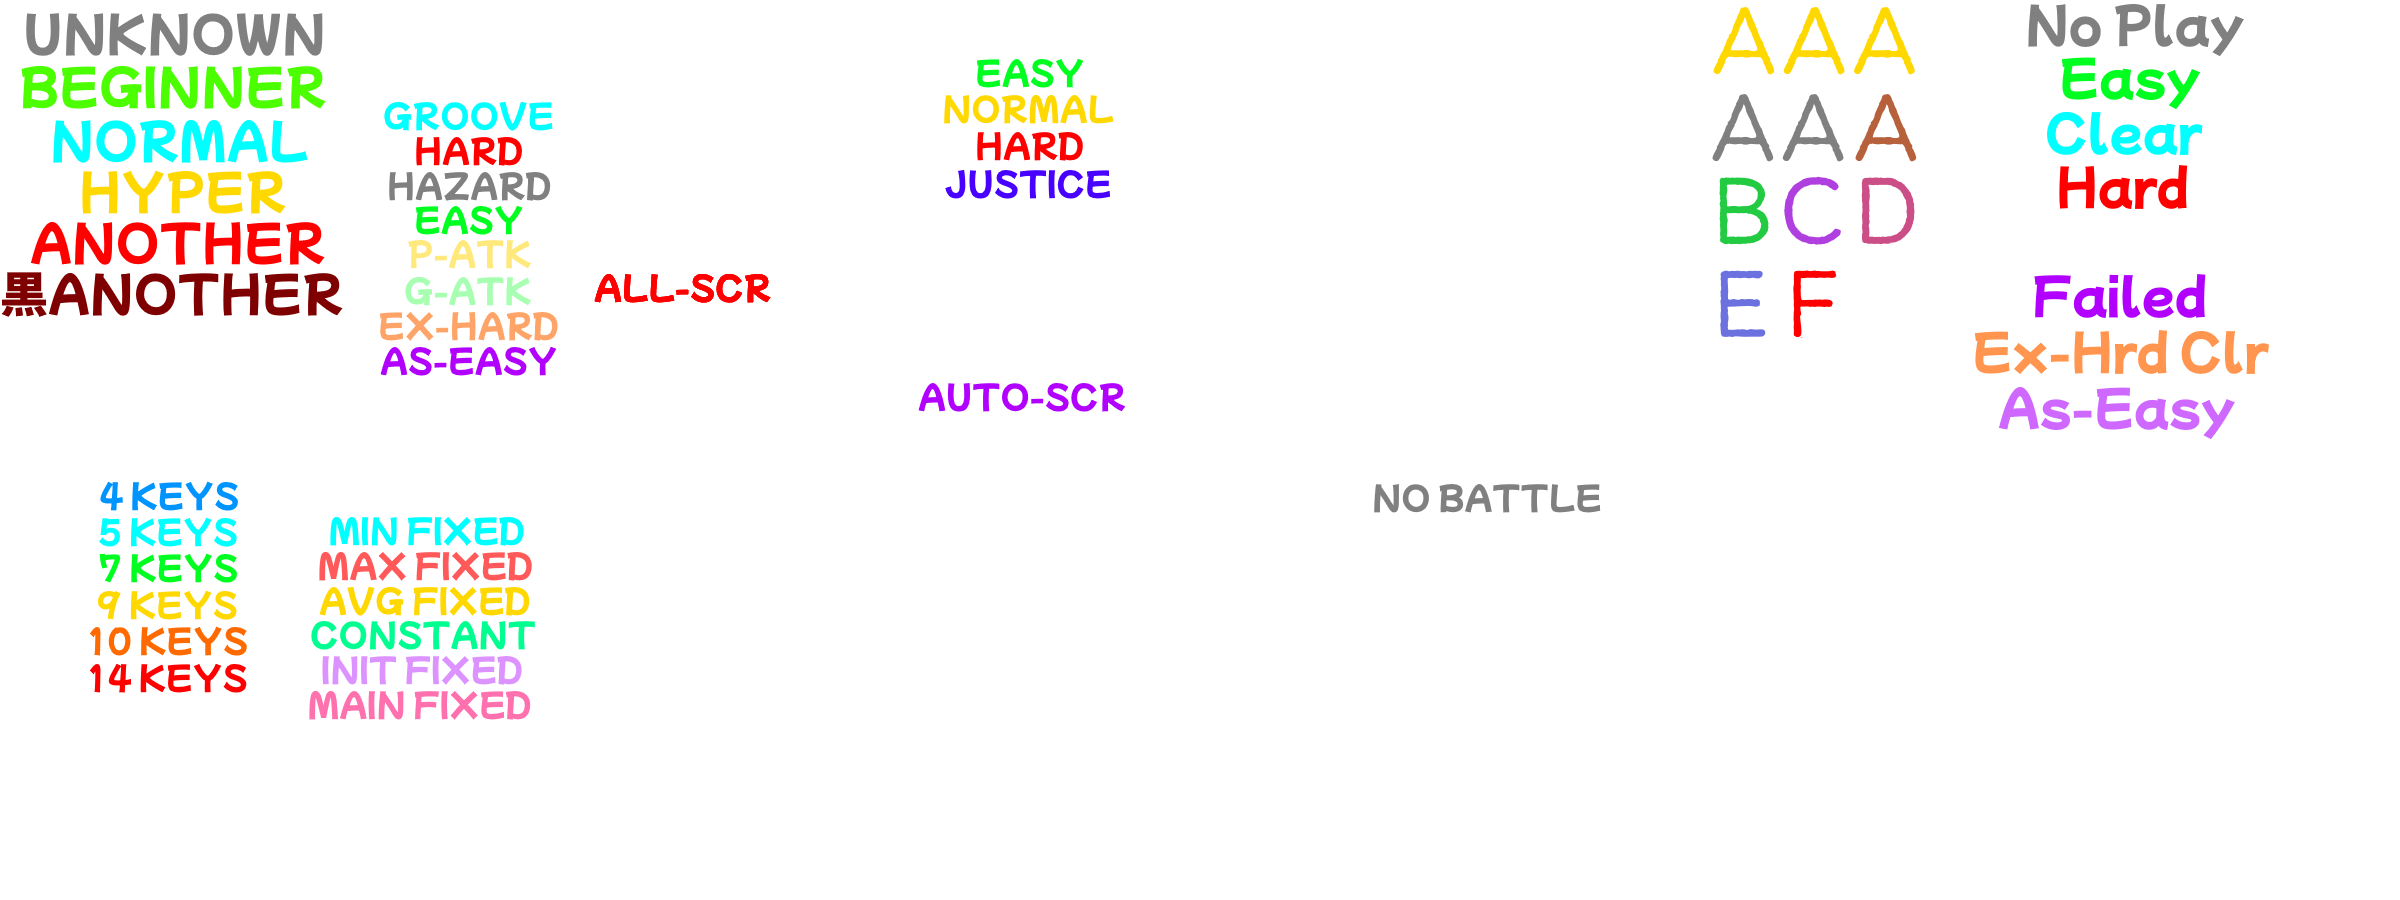 UNKNOWN
BEGINNER
NORMAL
HYPER
ANOTHER
黒ANOTHER
GROOVE
HARD
HAZARD
EASY
P-ATK
G-ATK
EX-HARD
AS-EASY
ALL-SCR
EASY
NORMAL
HARD
JUSTICE
AUTO-SCR
AAA
AA A
B C D
E F
No Play
Easy
Clear
Hard
Failed
Ex-Hrd Clr
As-Easy
4 KEYS
5 KEYS
7 KEYS
9 KEYS
10 KEYS
14 KEYS
MIN FIXED
MAX FIXED
AVG FIXED
CONSTANT
INIT FIXED
MAIN FIXED
NO BATTLE